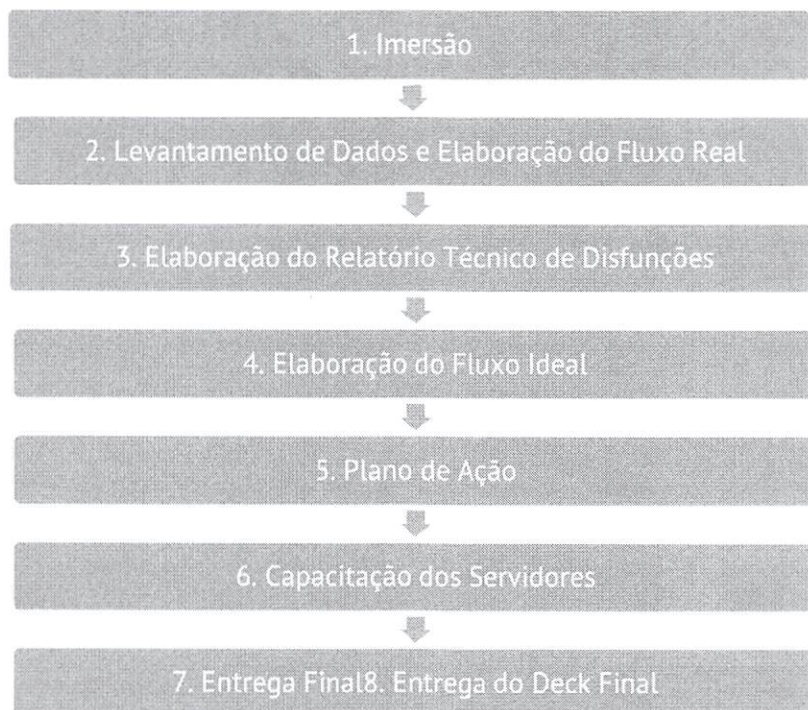 1. Imersão
2. Levantamento de Dados e Elaboração do Fluxo Real
3. Elaboração do Relatório Técnico de Disfunções
4. Elaboração do Fluxo Ideal
5. Plano de Ação
6. Capacitação dos Servidores
7. Entrega Final8. Entrega do Deck Final